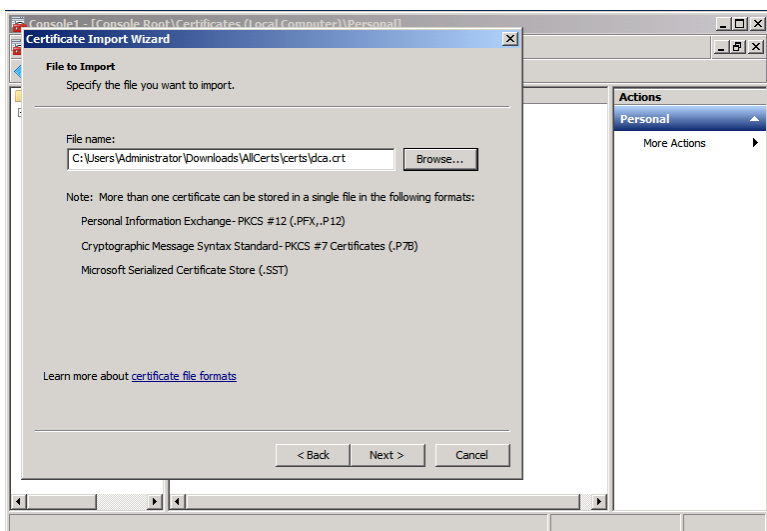 Console1 - [Console Root\Certificates (Local Computer)\Personal]
Certificate Import Wizard
File to Import
Specify the file you want to import.
File name:
C:\Users\Administrator\Downloads\AllCerts\certs\dca.crt
Browse...
Note: More than one certificate can be stored in a single file in the following formats:
Personal Information Exchange- PKCS #12 (.PFX,.P12)
Cryptographic Message Syntax Standard- PKCS #7 Certificates (.P7B)
Microsoft Serialized Certificate Store (.SST)
Learn more about certificate file formats
< Back
Next >
Cancel
Actions
Personal
More Actions